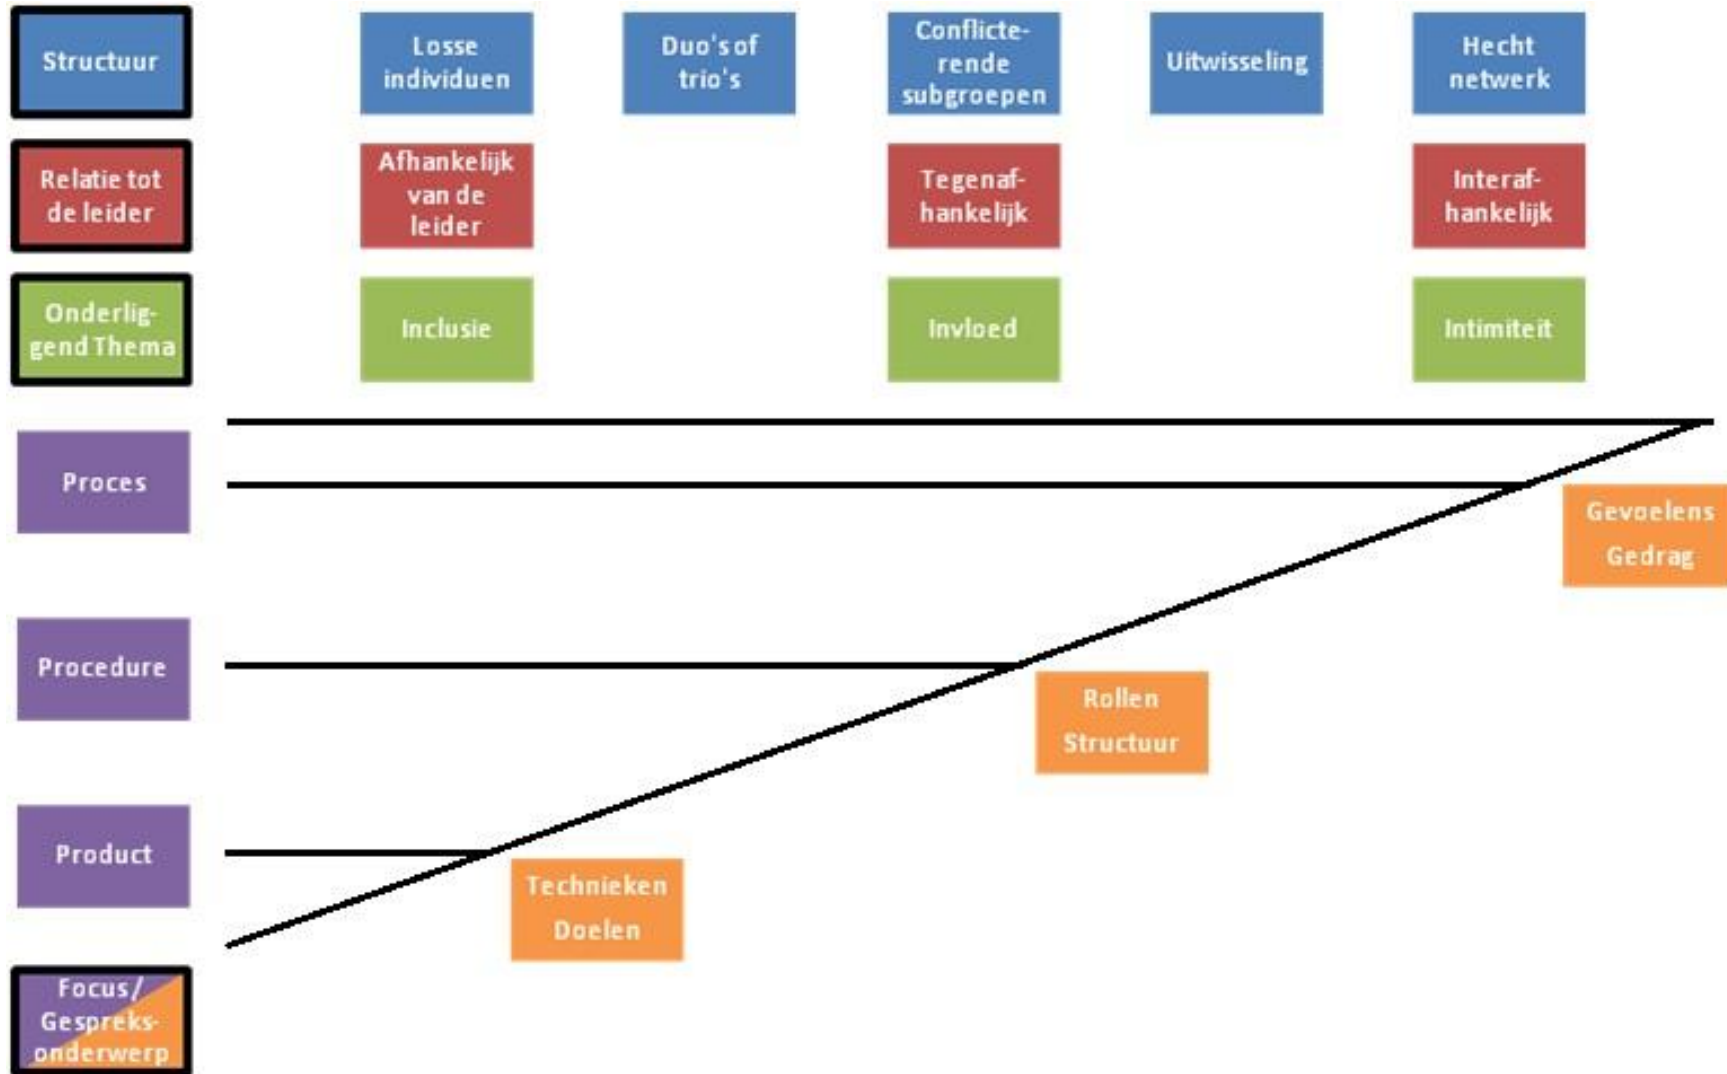 Structuur
Losse
individuen
Duo's of
trio's
Conflicte-
rende
subgroepen
Uitwisseling
Hecht
netwerk
Relatie tot
de leider
Afhankelijk
van de
leider
Tegenaf-
hankelijk
Interaf-
hankelijk
Onderlig-
gend Thema
Inclusie
Invloed
Intimiteit
Proces
Gevoelens
Gedrag
Procedure
Rollen
Structuur
Product
Technieken
Doelen
Focus/
Gespreks-
onderwerp